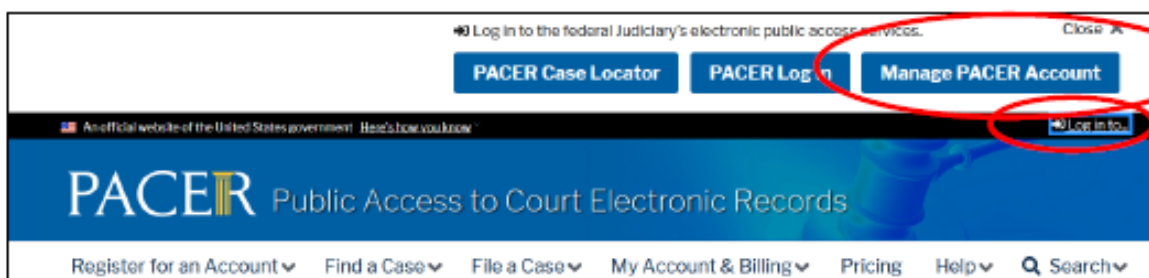 Log in to the federal Judiciary's electronic public access services. Close X
PACER Case Locator PACER Log in Manage PACER Account
An official website of the United States government Here's how you know
Log in to...
PACER Public Access to Court Electronic Records
Register for an Account Find a Case File a Case My Account & Billing Pricing Help Search